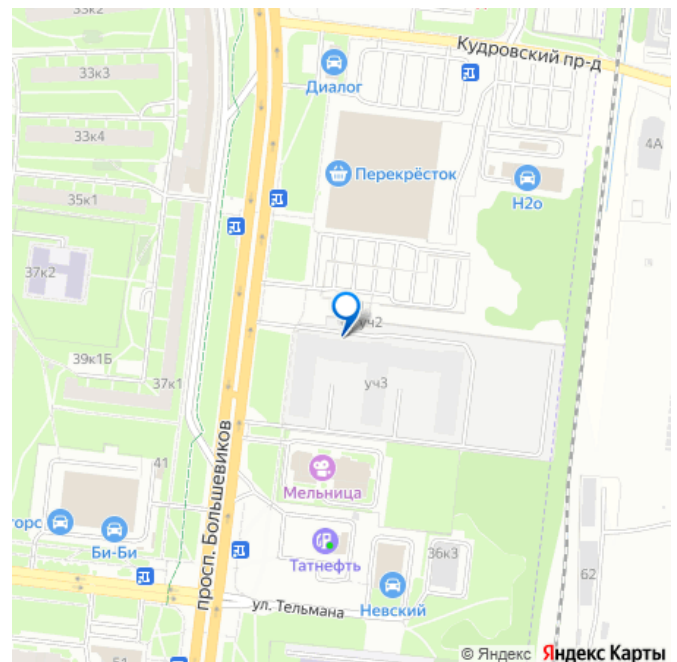 33к2
Кудровский пр-д
33к3
Диалог
33к4
4А
Перекрёсток
Н2о
35к1
37к2
уч2
39к1Б
37к1
уч3
просп. Большевиков
41
Мельница
торс
Би-Би
Татнефть
36к3
62
Невский
ул. Тельмана
51
© Яндекс Яндекс Карты